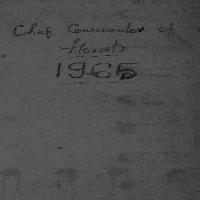 Chief Conservator of
Forests
1965